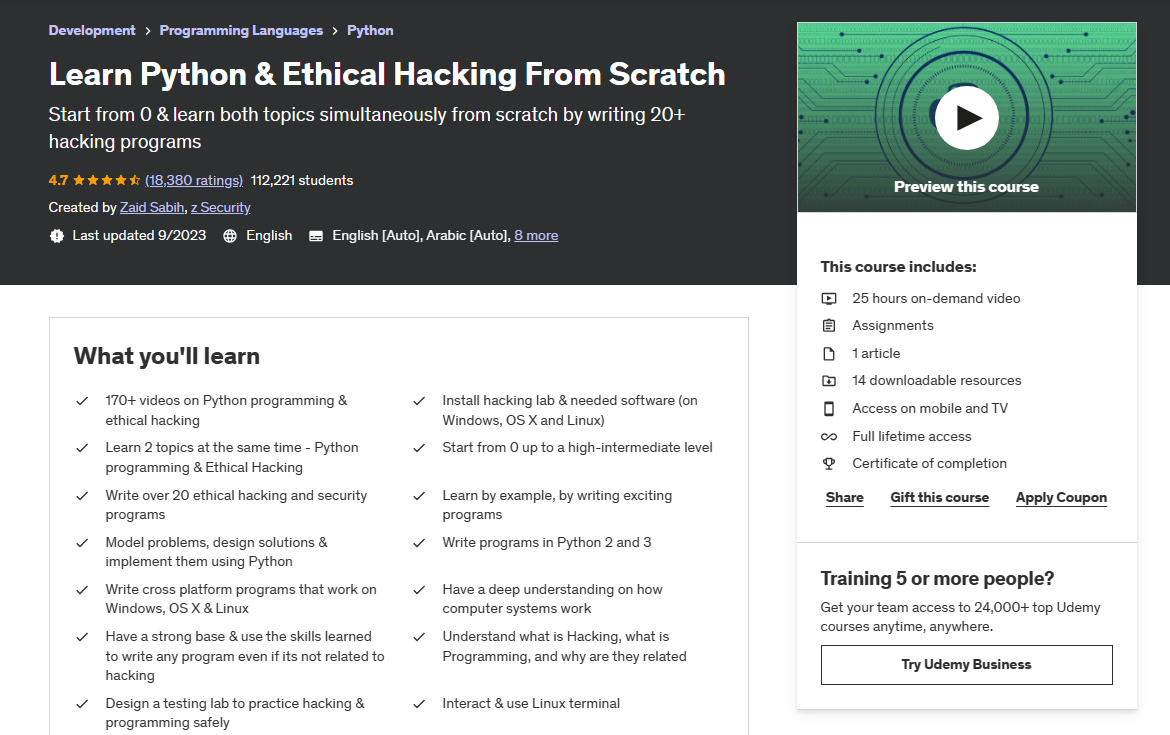 Development > Programming Languages > Python
Learn Python & Ethical Hacking From Scratch
Start from 0 & learn both topics simultaneously from scratch by writing 20+
hacking programs
4.7 (18,380 ratings) 112,221 students
Created by Zaid Sabih, z Security
Last updated 9/2023 English English [Auto], Arabic [Auto], 8 more
Preview this course
This course includes:
25 hours on-demand video
Assignments
1 article
14 downloadable resources
Access on mobile and TV
Full lifetime access
Certificate of completion
Share Gift this course Apply Coupon
Training 5 or more people?
Get your team access to 24,000+ top Udemy
courses anytime, anywhere.
Try Udemy Business
What you'll learn
170+ videos on Python programming &
ethical hacking
Install hacking lab & needed software (on
Windows, OS X and Linux)
Learn 2 topics at the same time - Python
programming & Ethical Hacking
Start from 0 up to a high-intermediate level
Write over 20 ethical hacking and security
programs
Learn by example, by writing exciting
programs
Model problems, design solutions &
implement them using Python
Write programs in Python 2 and 3
Write cross platform programs that work on
Windows, OS X & Linux
Have a deep understanding on how
computer systems work
Have a strong base & use the skills learned
to write any program even if its not related to
hacking
Understand what is Hacking, what is
Programming, and why are they related
Design a testing lab to practice hacking &
programming safely
Interact & use Linux terminal